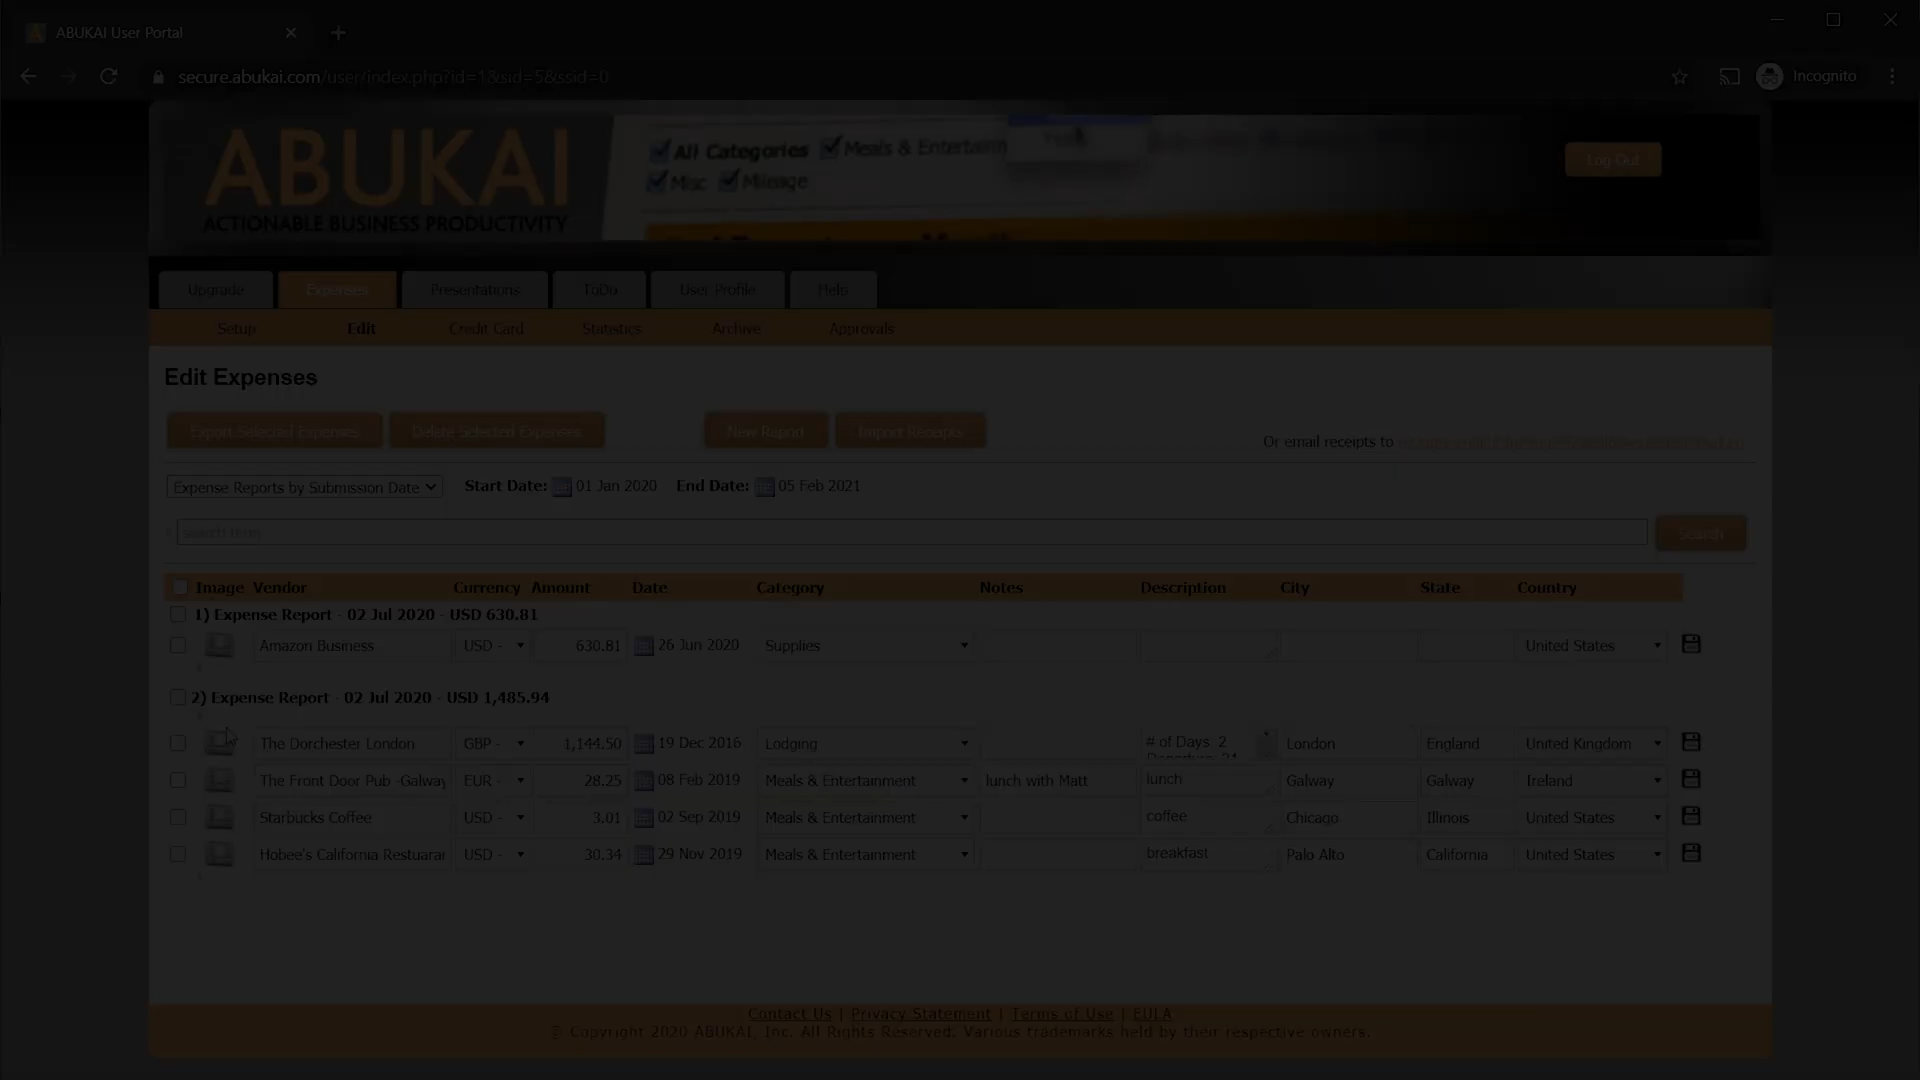 ABUKAI User Portal
secure.abukai.com/user/index.php?id=1&sid=5&ssid=0
Incognito
ABUKAI
ACTIONABLE BUSINESS PRODUCTIVITY
All Categories Meals & Entertainm
Misc Mileage
Log Out
Upgrade Expenses Presentations ToDo User Profile Help
Setup Edit Credit Card Statistics Archive Approvals
Edit Expenses
Export Selected Expenses Delete Selected Expenses New Report Import Receipts
Or email receipts to
Expense Reports by Submission Date Start Date: 01 Jan 2020 End Date: 05 Feb 2021
search term Search
Image Vendor Currency Amount Date Category Notes Description City State Country
1) Expense Report - 02 Jul 2020 - USD 630.81
Amazon Business USD - 630.81 26 Jun 2020 Supplies United States
2) Expense Report - 02 Jul 2020 - USD 1,485.94
The Dorchester London GBP - 1,144.50 19 Dec 2016 Lodging # of Days: 2 London England United Kingdom
The Front Door Pub -Galway EUR - 28.25 08 Feb 2019 Meals & Entertainment lunch with Matt lunch Galway Galway Ireland
Starbucks Coffee USD - 3.01 02 Sep 2019 Meals & Entertainment coffee Chicago Illinois United States
Hobee's California Restuarar USD - 30.34 29 Nov 2019 Meals & Entertainment breakfast Palo Alto California United States
Contact Us | Privacy Statement | Terms of Use | EULA
© Copyright 2020 ABUKAI, Inc. All Rights Reserved. Various trademarks held by their respective owners.